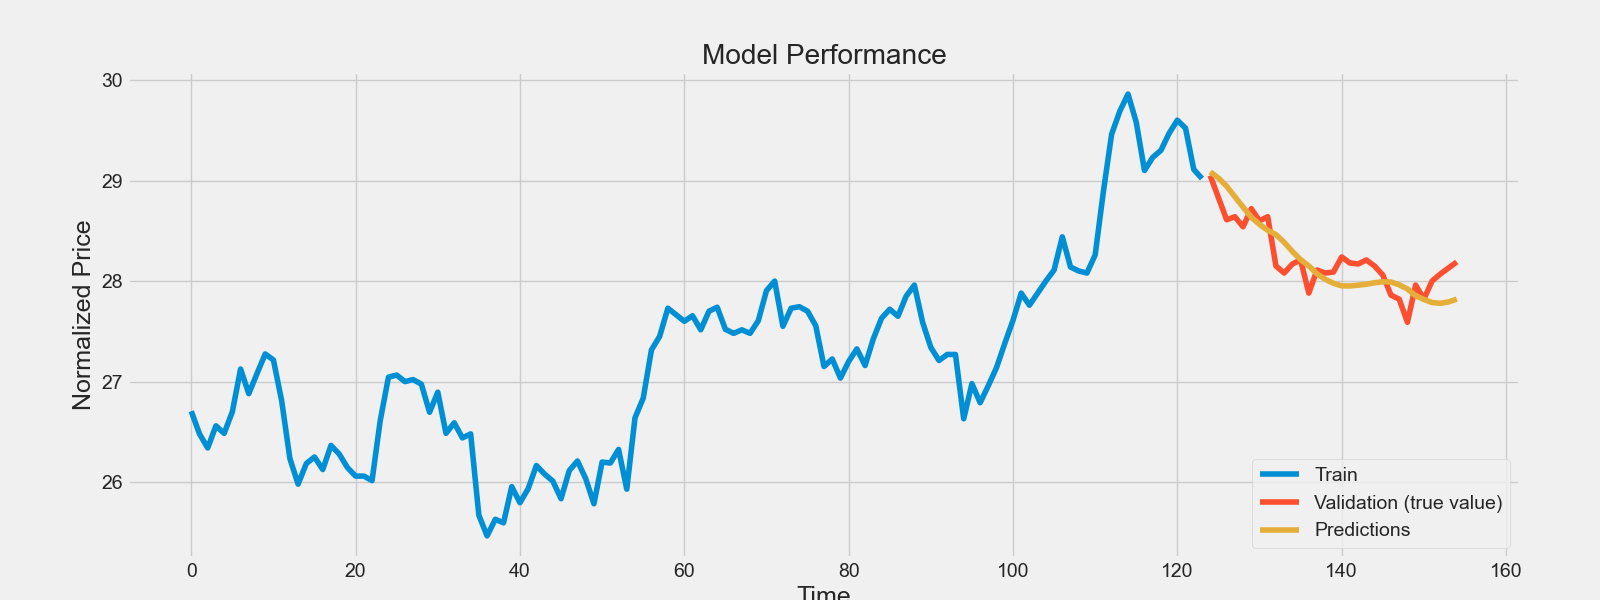 Model Performance
30
29
28
27
26
Normalized Price
0 20 40 60 80 100 120 140 160
Time
Train
Validation (true value)
Predictions